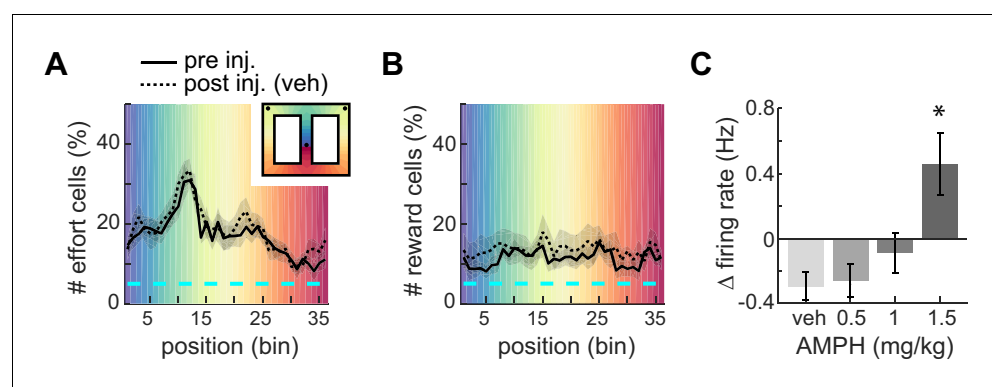 A
pre inj.
post inj. (veh)
# effort cells (%)
40
20
0
5
15
25
35
position (bin)
B
# reward cells (%)
40
20
0
5
15
25
35
position (bin)
C
Δ firing rate (Hz)
0.8
0.4
0
-0.4
*
veh
0.5
1
1.5
AMPH (mg/kg)